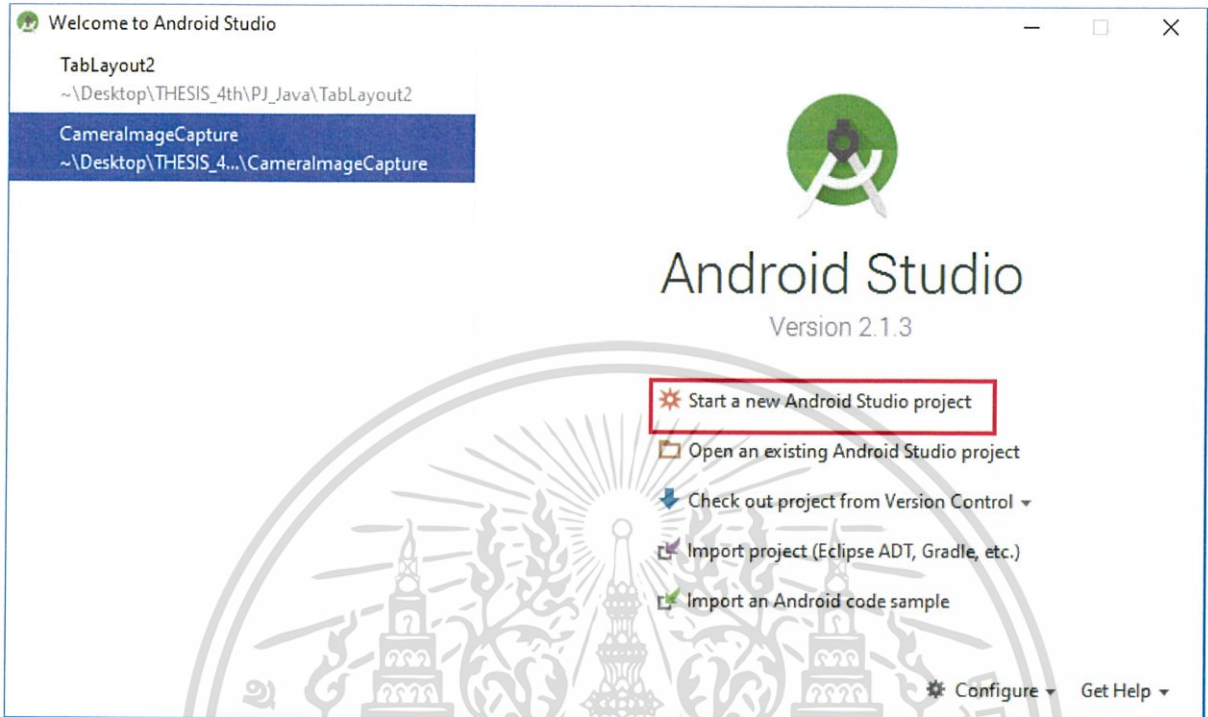 Welcome to Android Studio
TabLayout2
~\Desktop\THESIS_4th\PJ_Java\TabLayout2
CameraImageCapture
~\Desktop\THESIS_4...\CameraImageCapture
Android Studio
Version 2.1.3
Start a new Android Studio project
Open an existing Android Studio project
Check out project from Version Control
Import project (Eclipse ADT, Gradle, etc.)
Import an Android code sample
Configure
Get Help